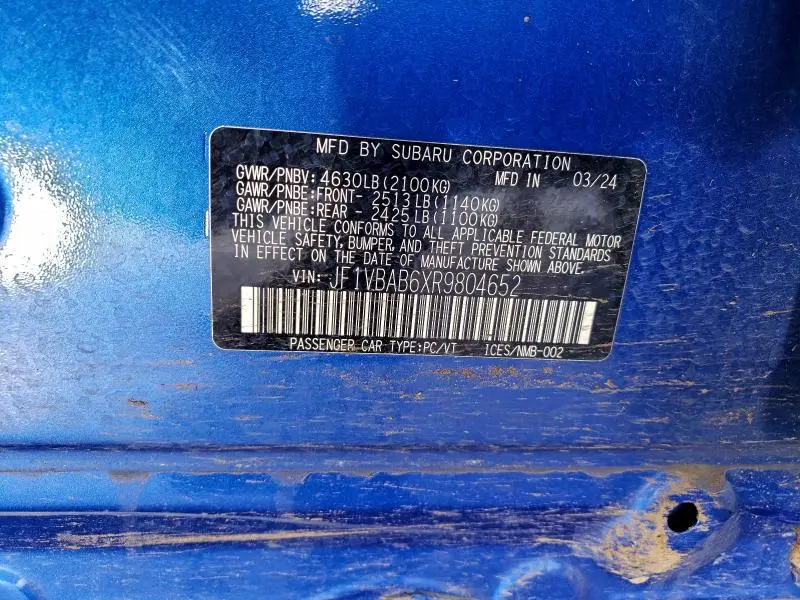 MFD BY SUBARU CORPORATION
GVWR/PNBV: 4630LB(2100KG) MFD IN 03/24
GAWR/PNBE:FRONT- 2513LB(1140KG)
GAWR/PNBE:REAR - 2425LB(1100KG)
THIS VEHICLE CONFORMS TO ALL APPLICABLE FEDERAL MOTOR
VEHICLE SAFETY, BUMPER, AND THEFT PREVENTION STANDARDS
IN EFFECT ON THE DATE OF MANUFACTURE SHOWN ABOVE.
VIN: JF1VBAB6XR9804652
PASSENGER CAR TYPE:PC/VT ICES/NMB-002